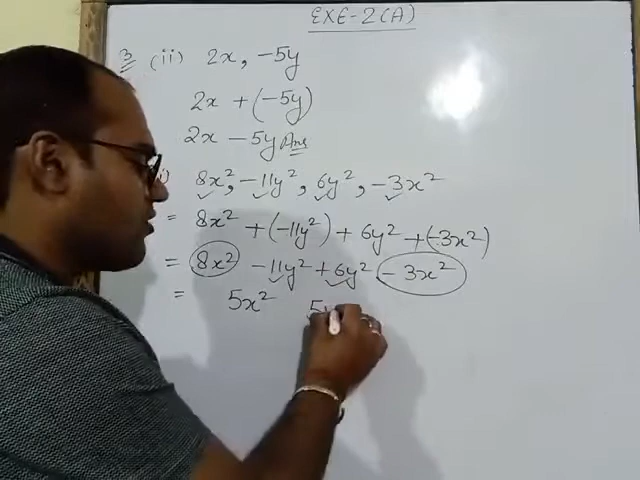 EXE-2(A)
3 (ii) 2x, -5y
2x + (-5y)
2x - 5y Ans
8x², -11y², 6y², -3x²
= 8x² + (-11y²) + 6y² + (-3x²)
= 8x² - 11y² + 6y² - 3x²
= 5x² 5